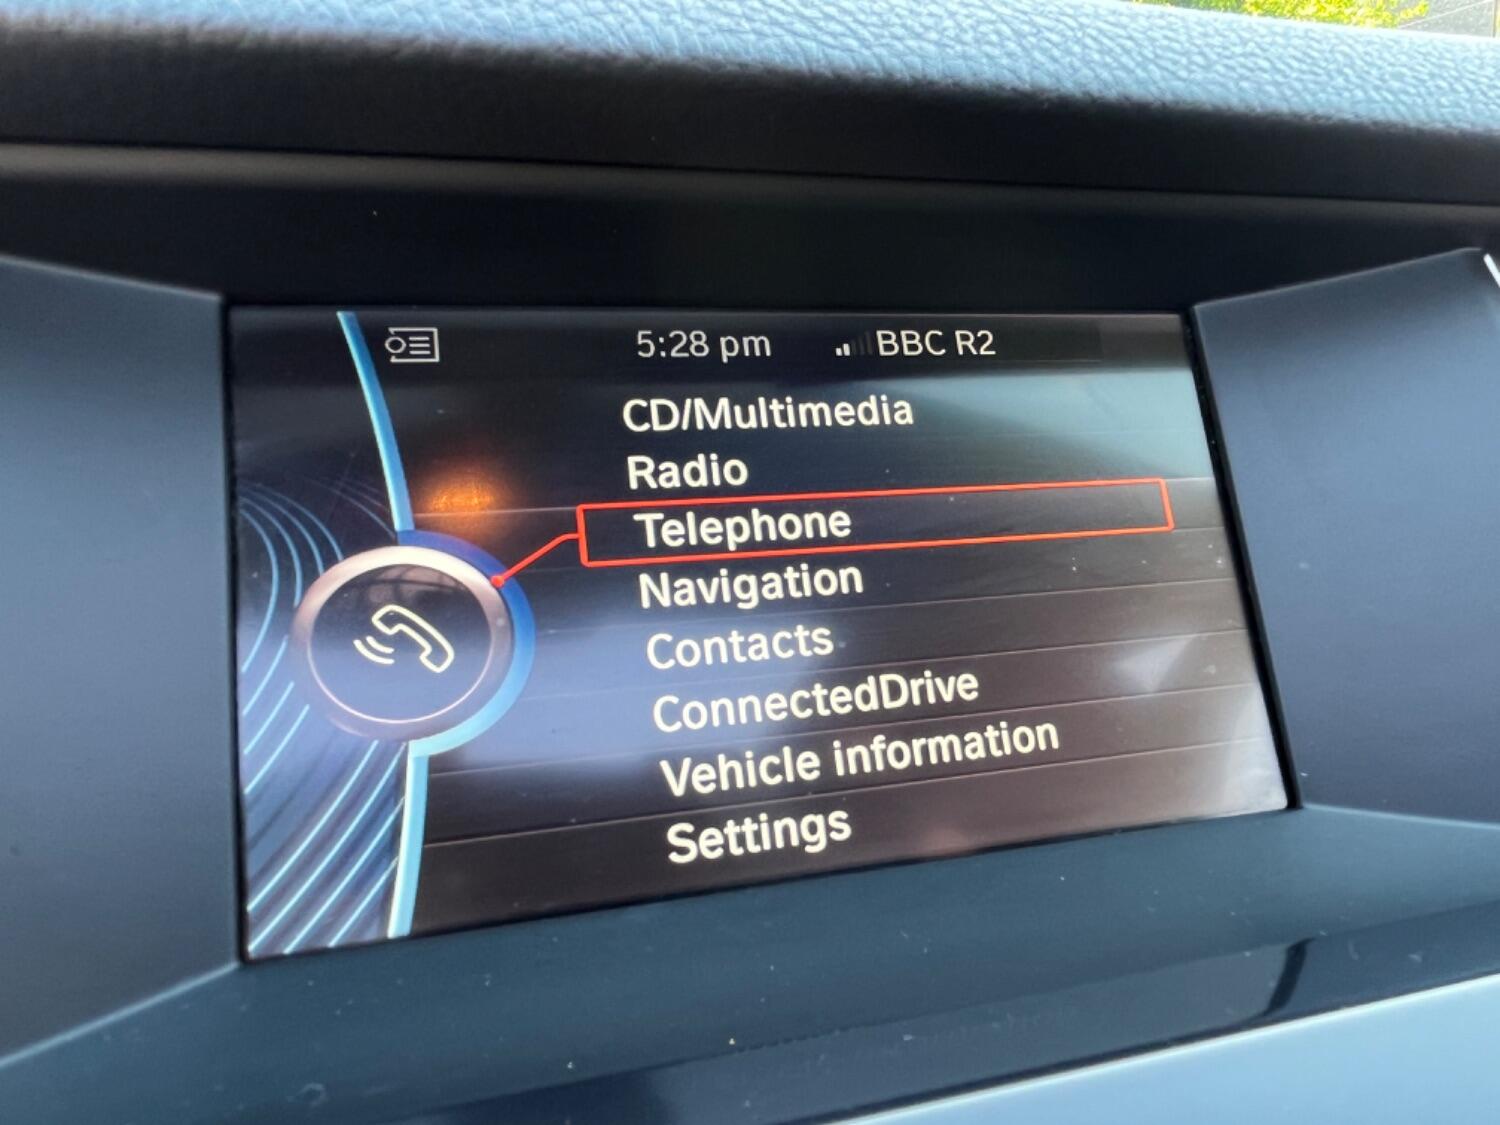 5:28 pm BBC R2
CD/Multimedia
Radio
Telephone
Navigation
Contacts
ConnectedDrive
Vehicle information
Settings